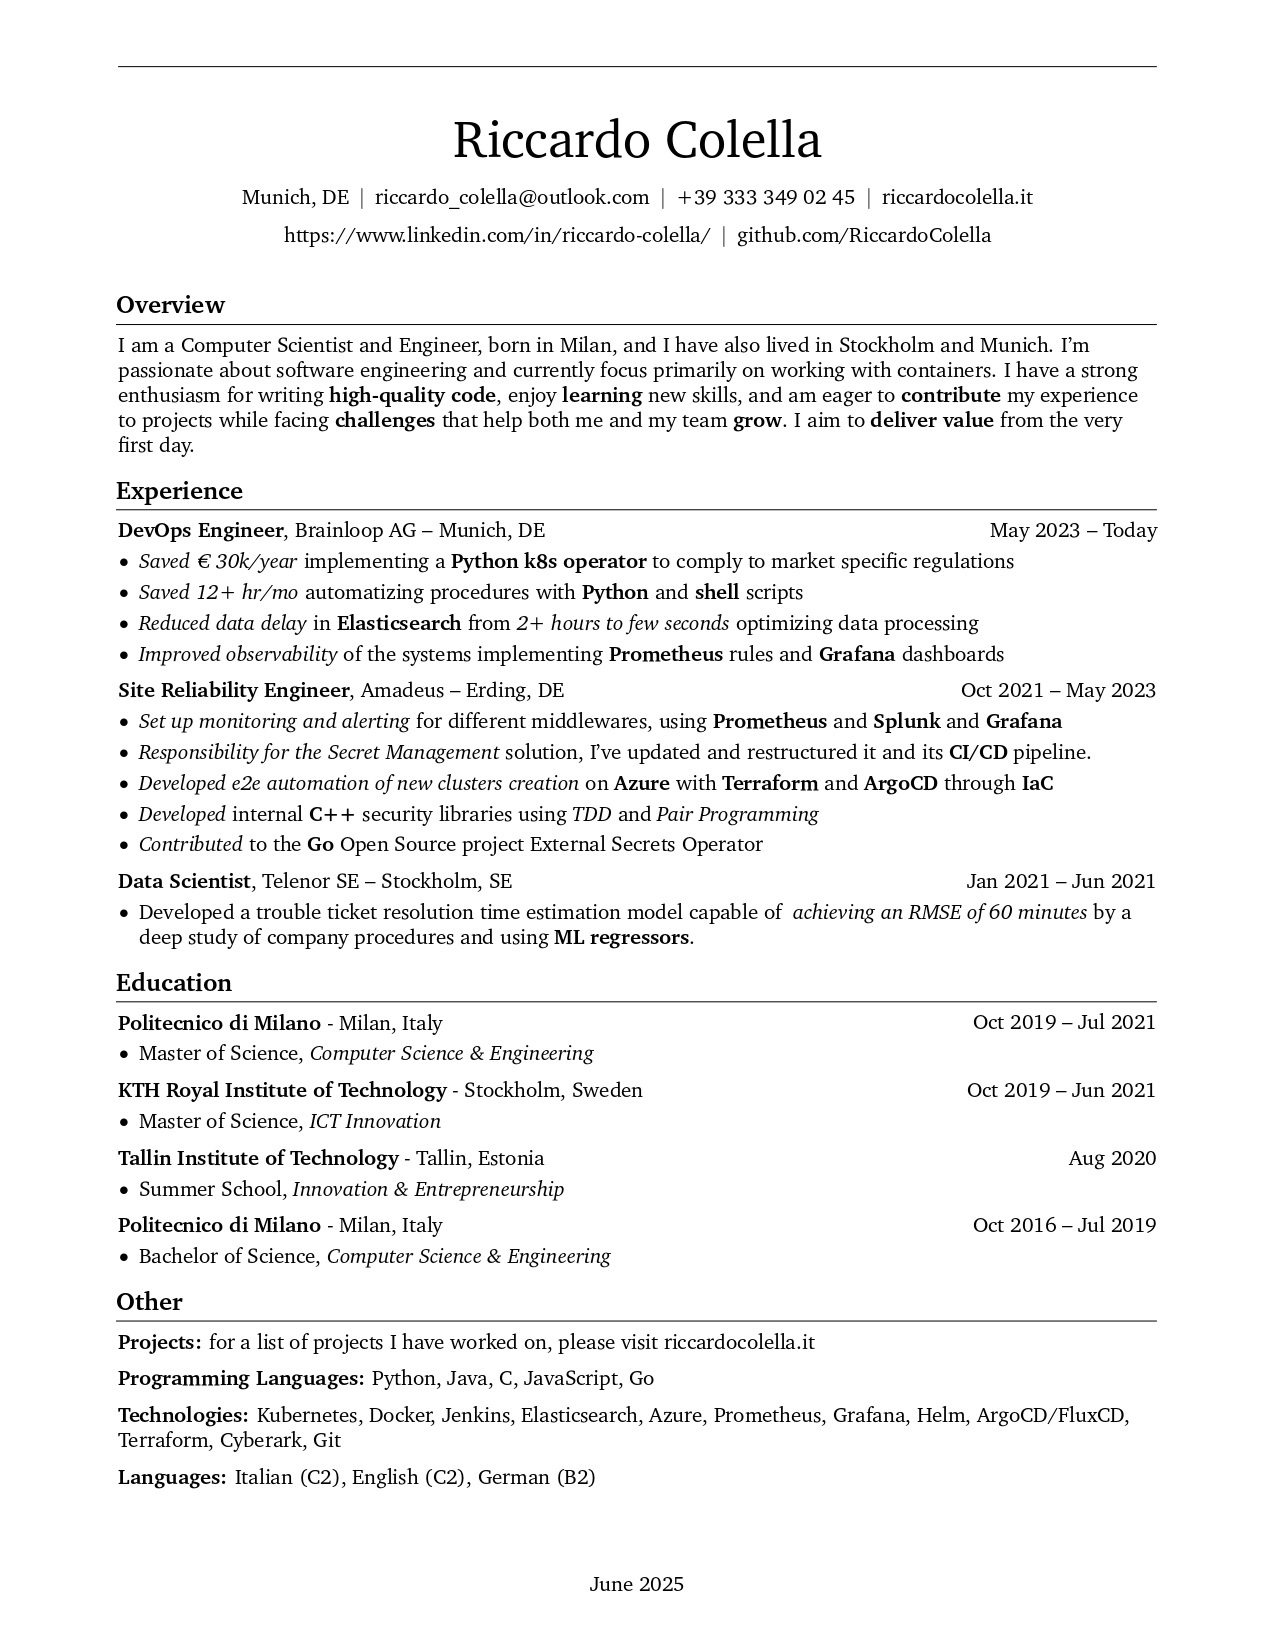 Riccardo Colella
Munich, DE | riccardo_colella@outlook.com | +39 333 349 02 45 | riccardocolella.it
https://www.linkedin.com/in/riccardo-colella/ | github.com/RiccardoColella
Overview
I am a Computer Scientist and Engineer, born in Milan, and I have also lived in Stockholm and Munich. I'm
passionate about software engineering and currently focus primarily on working with containers. I have a strong
enthusiasm for writing high-quality code, enjoy learning new skills, and am eager to contribute my experience
to projects while facing challenges that help both me and my team grow. I aim to deliver value from the very
first day.
Experience
DevOps Engineer, Brainloop AG – Munich, DE May 2023 – Today
• Saved € 30k/year implementing a Python k8s operator to comply to market specific regulations
• Saved 12+ hr/mo automatizing procedures with Python and shell scripts
• Reduced data delay in Elasticsearch from 2+ hours to few seconds optimizing data processing
• Improved observability of the systems implementing Prometheus rules and Grafana dashboards
Site Reliability Engineer, Amadeus – Erding, DE Oct 2021 – May 2023
• Set up monitoring and alerting for different middlewares, using Prometheus and Splunk and Grafana
• Responsibility for the Secret Management solution, I've updated and restructured it and its CI/CD pipeline.
• Developed e2e automation of new clusters creation on Azure with Terraform and ArgoCD through IaC
• Developed internal C++ security libraries using TDD and Pair Programming
• Contributed to the Go Open Source project External Secrets Operator
Data Scientist, Telenor SE – Stockholm, SE Jan 2021 – Jun 2021
• Developed a trouble ticket resolution time estimation model capable of achieving an RMSE of 60 minutes by a
deep study of company procedures and using ML regressors.
Education
Politecnico di Milano - Milan, Italy Oct 2019 – Jul 2021
• Master of Science, Computer Science & Engineering
KTH Royal Institute of Technology - Stockholm, Sweden Oct 2019 – Jun 2021
• Master of Science, ICT Innovation
Tallin Institute of Technology - Tallin, Estonia Aug 2020
• Summer School, Innovation & Entrepreneurship
Politecnico di Milano - Milan, Italy Oct 2016 – Jul 2019
• Bachelor of Science, Computer Science & Engineering
Other
Projects: for a list of projects I have worked on, please visit riccardocolella.it
Programming Languages: Python, Java, C, JavaScript, Go
Technologies: Kubernetes, Docker, Jenkins, Elasticsearch, Azure, Prometheus, Grafana, Helm, ArgoCD/FluxCD,
Terraform, Cyberark, Git
Languages: Italian (C2), English (C2), German (B2)
June 2025